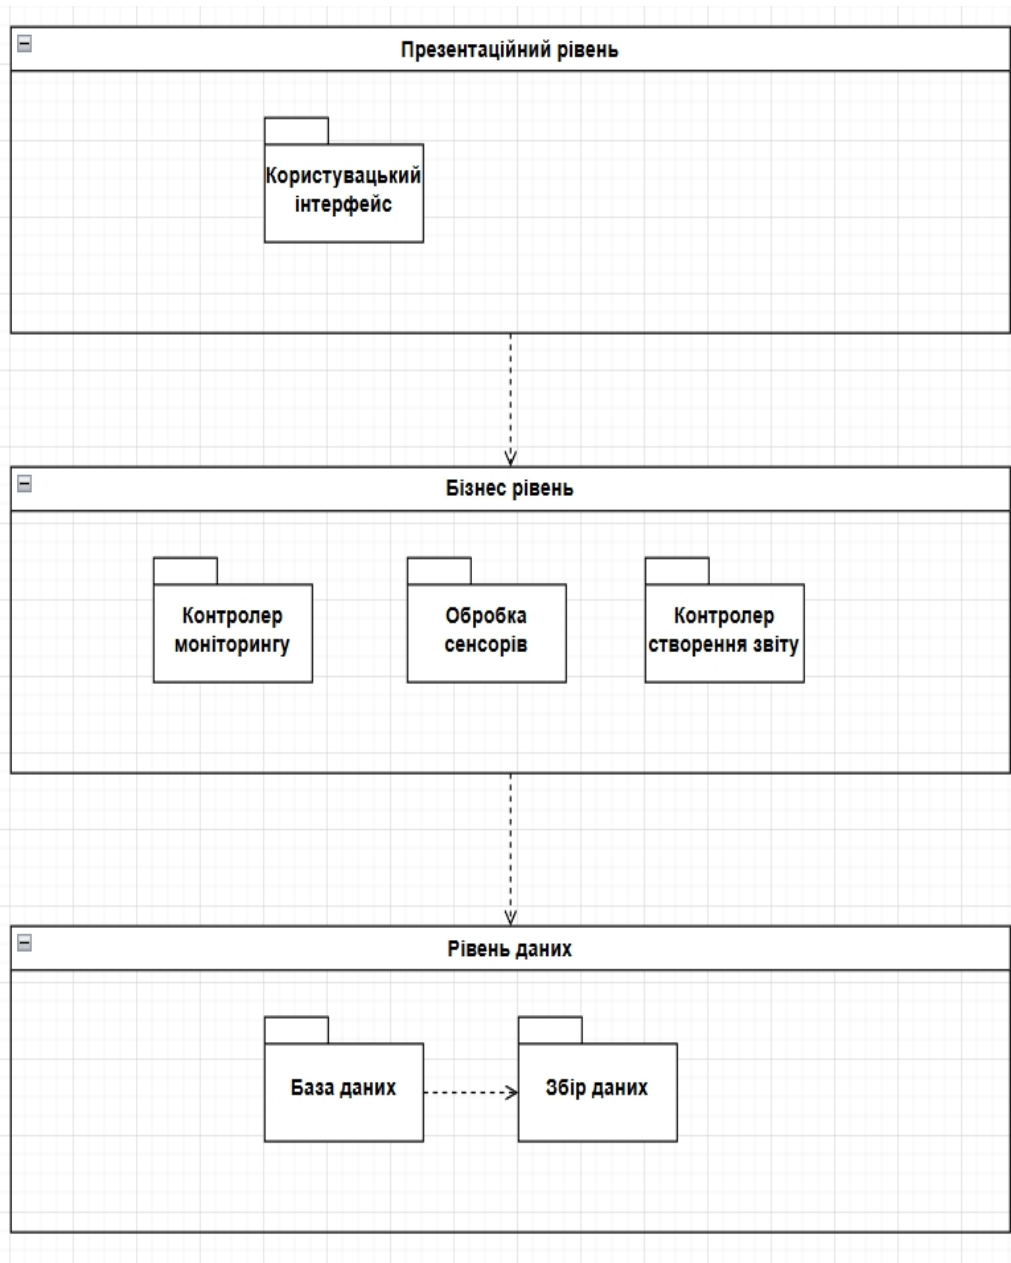 Презентаційний рівень
Користувацький
інтерфейс
Бізнес рівень
Контролер
моніторингу
Обробка
сенсорів
Контролер
створення звіту
Рівень даних
База даних
Збір даних